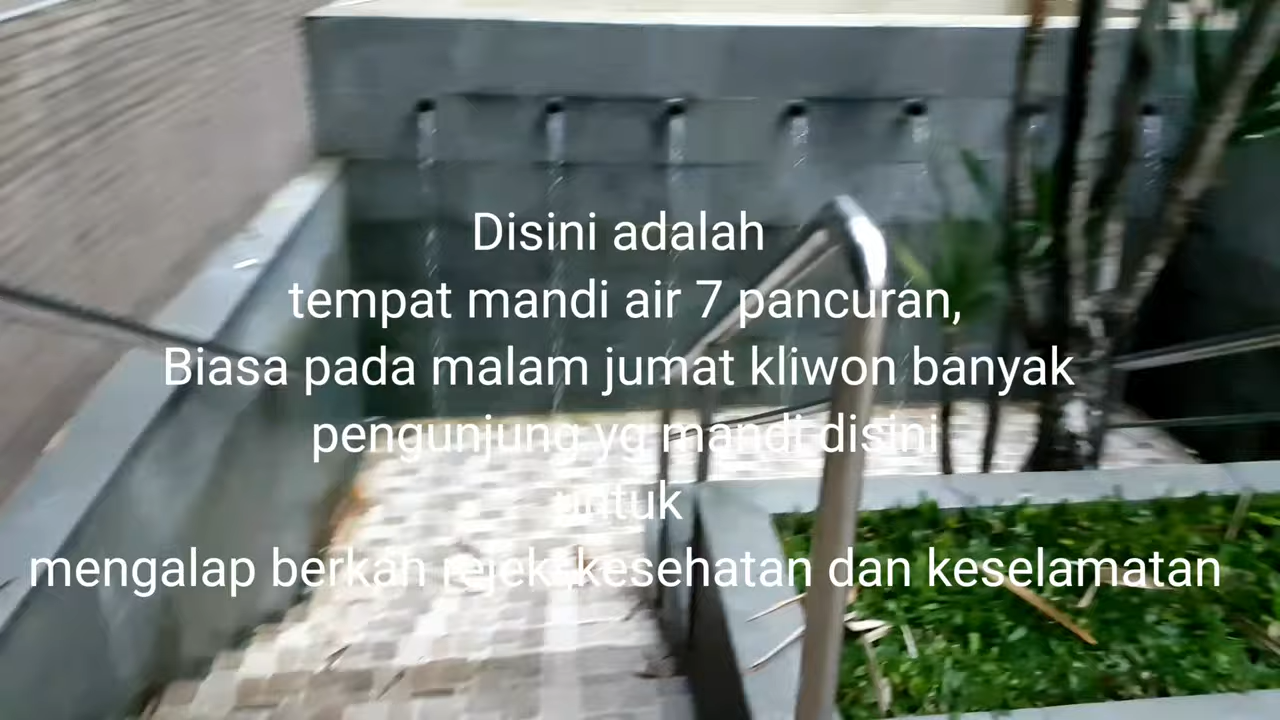 Disini adalah
tempat mandi air 7 pancuran,
Biasa pada malam jumat kliwon banyak
pengunjung yg mandi disini
untuk
mengalap berkah rejeki,kesehatan dan keselamatan